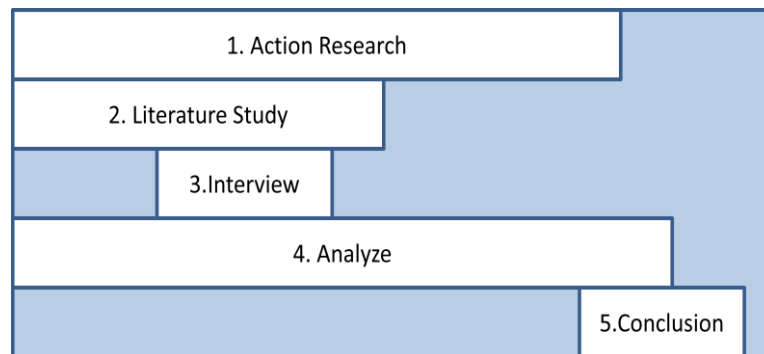 1. Action Research
2. Literature Study
3.Interview
4. Analyze
5.Conclusion